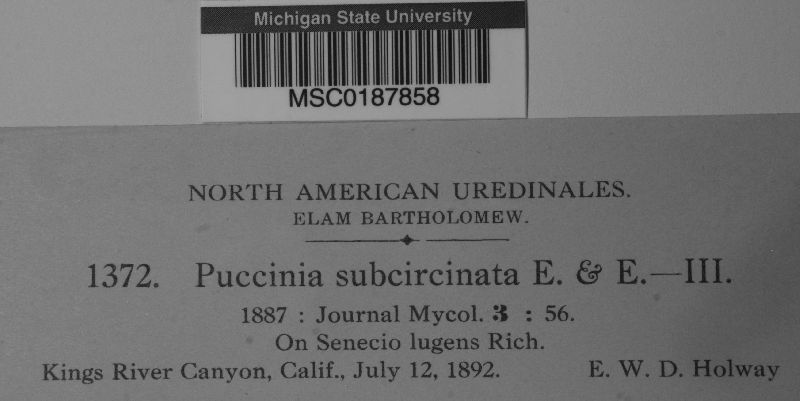 Michigan State University
MSC0187858
NORTH AMERICAN UREDINALES.
ELAM BARTHOLOMEW.
1372. Puccinia subcircinata E. & E.—III.
1887 : Journal Mycol. 3 : 56.
On Senecio lugens Rich.
Kings River Canyon, Calif., July 12, 1892. E. W. D. Holway